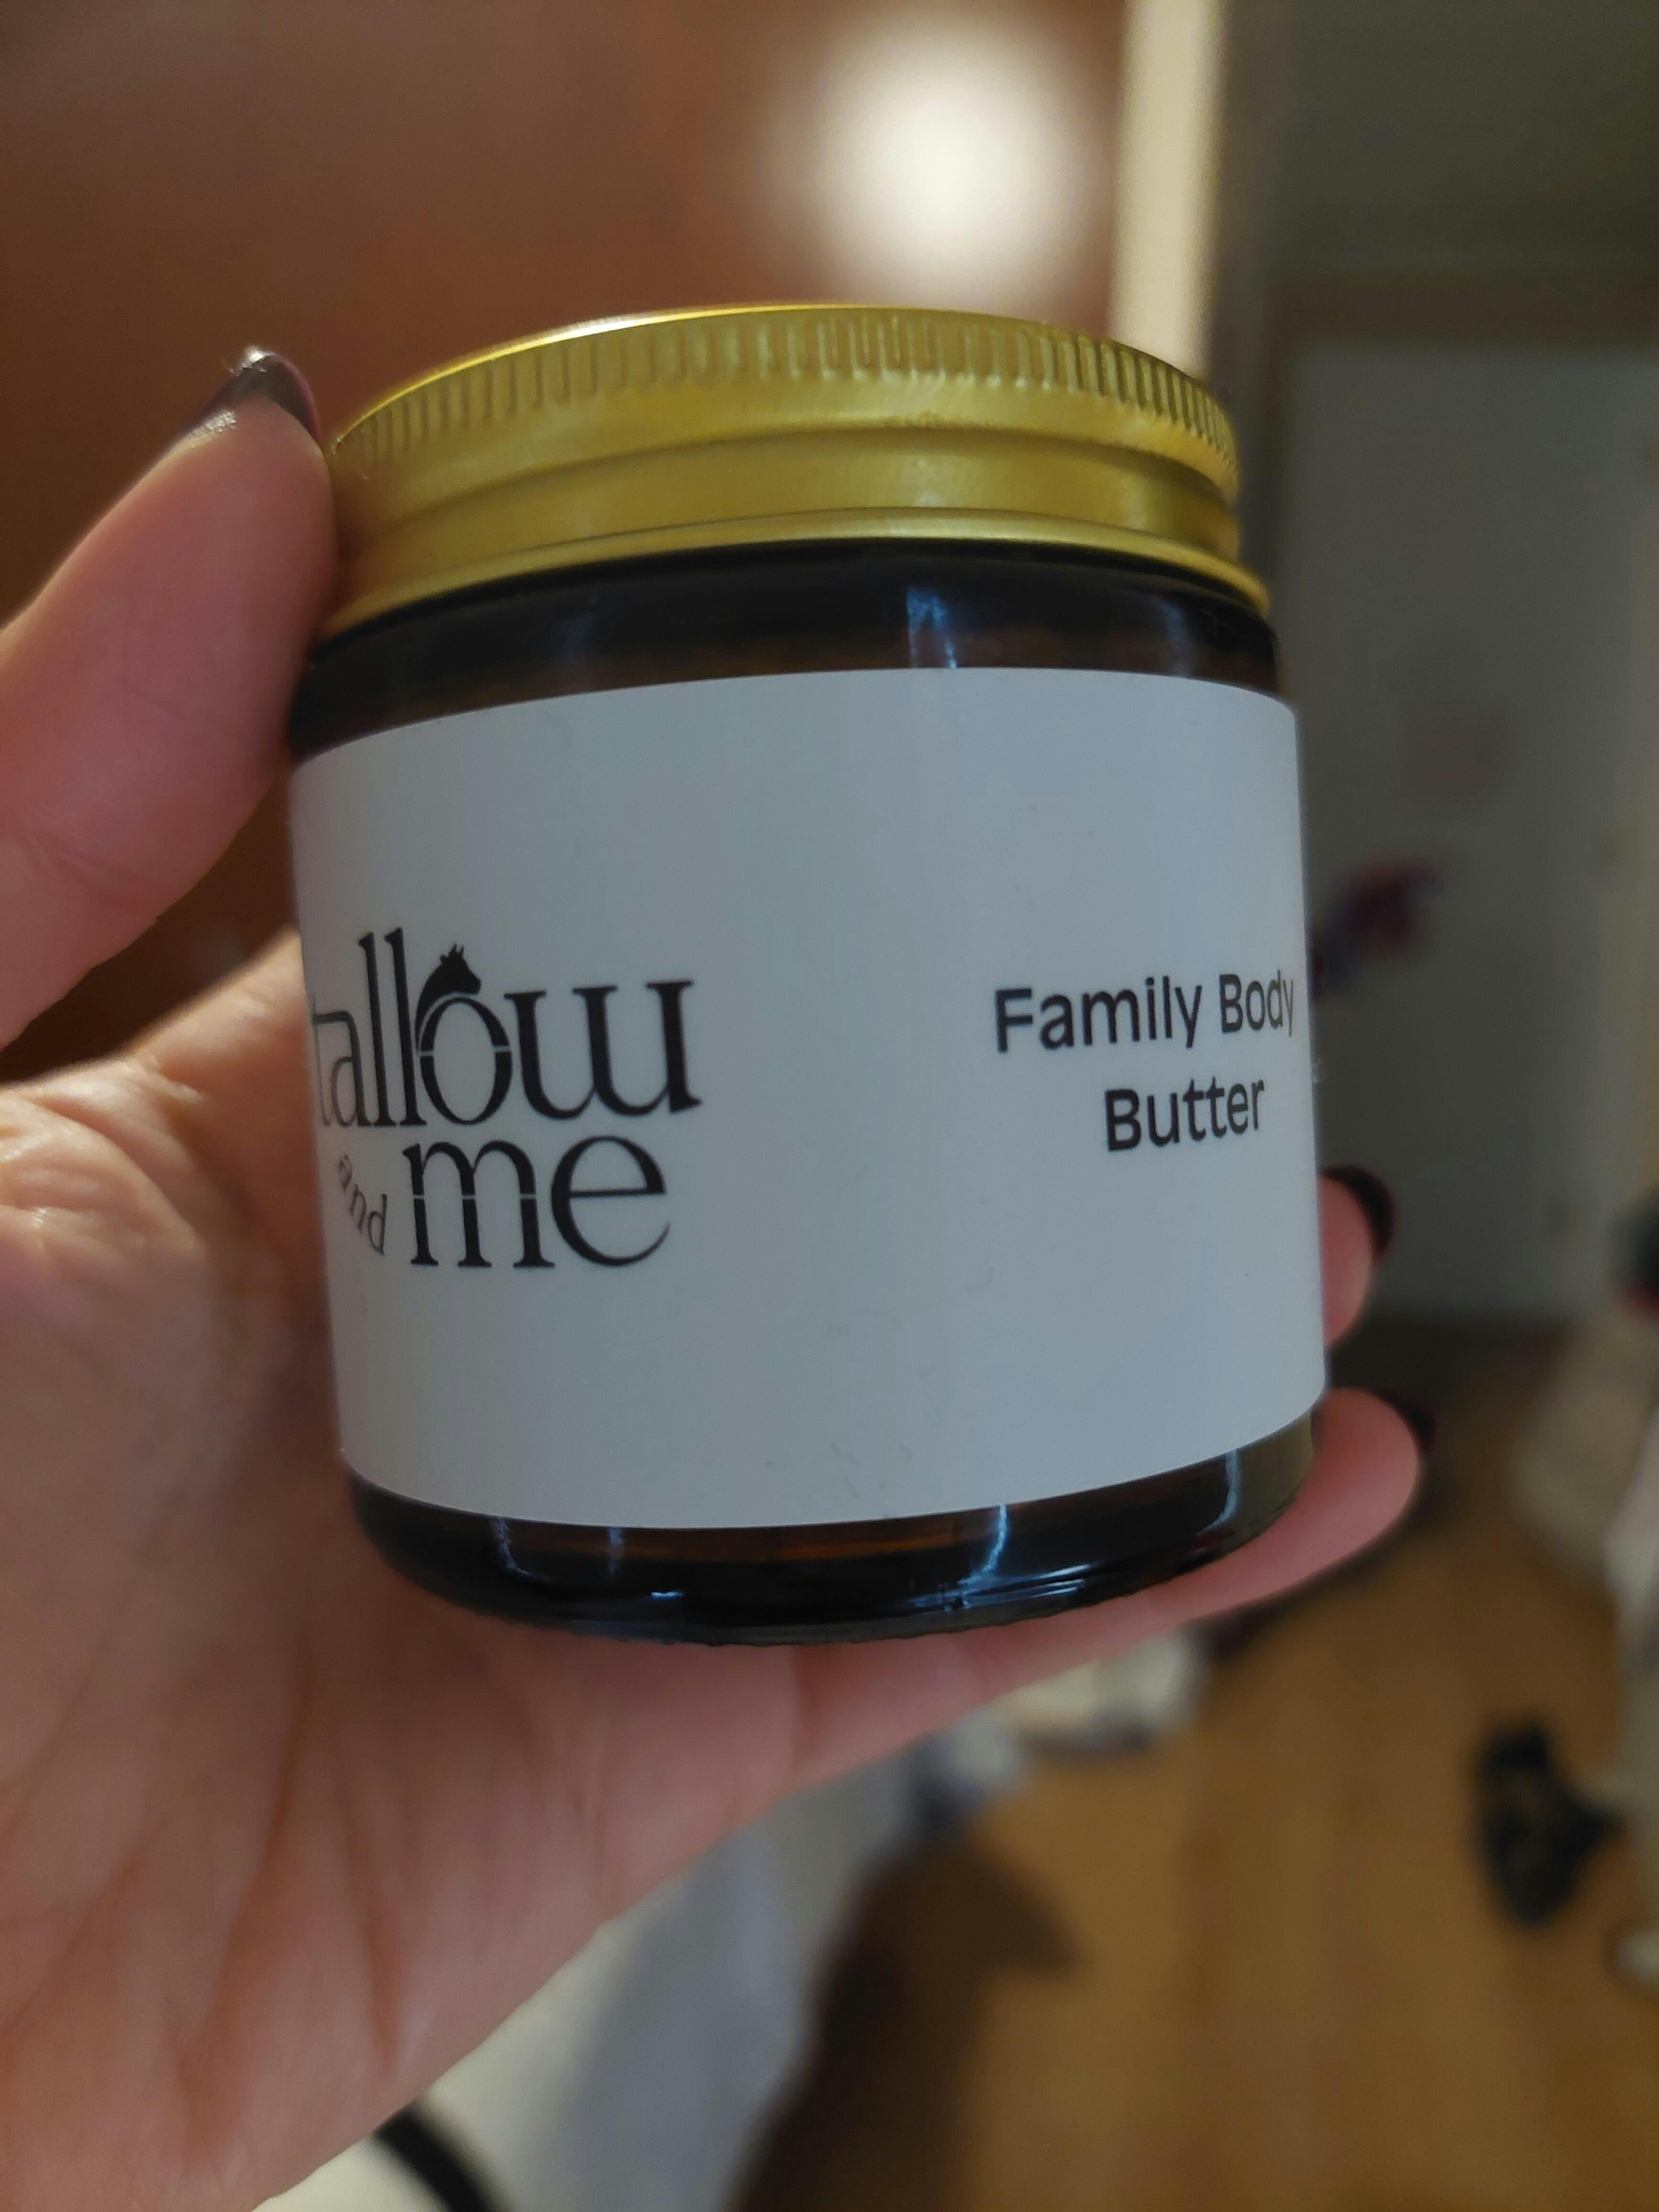 tallow
and me
Family Body
Butter